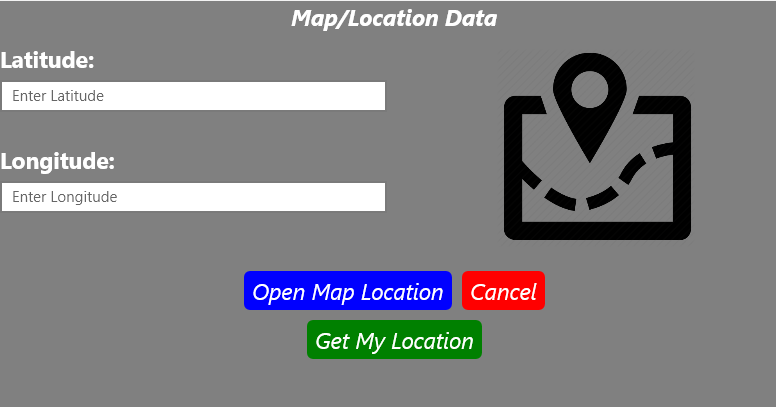 Map/Location Data
Latitude:
Enter Latitude
Longitude:
Enter Longitude
Open Map Location
Cancel
Get My Location